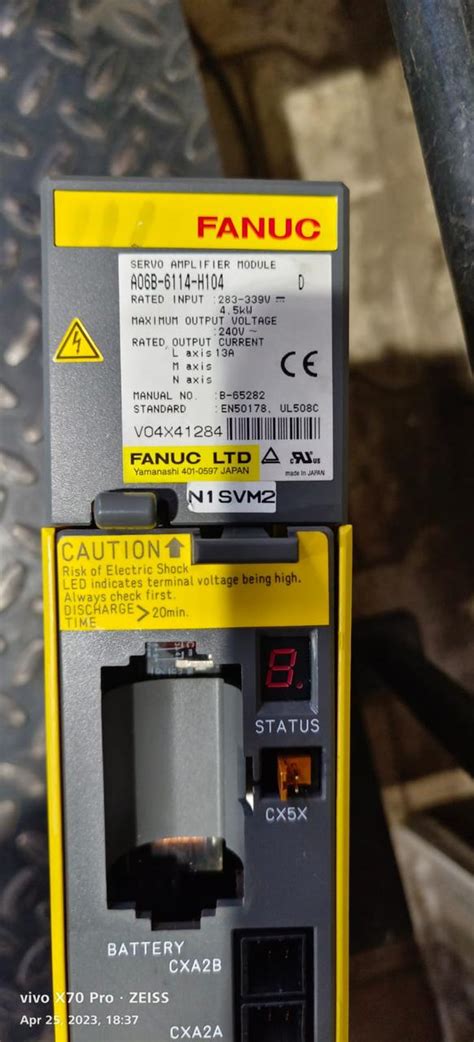 FANUC
SERVO AMPLIFIER MODULE
A06B-6114-H104 D
RATED INPUT :283-339V ⎓
4.5kW
MAXIMUM OUTPUT VOLTAGE
:240V ~
RATED OUTPUT CURRENT
L axis 13A
M axis
N axis
CE
MANUAL NO. :B-65282
STANDARD :EN50178, UL508C
V04X41284
FANUC LTD
Yamanashi 401-0597 JAPAN
c RU us
made in JAPAN
N1SVM2
CAUTION
Risk of Electric Shock
LED indicates terminal voltage being high.
Always check first.
DISCHARGE TIME > 20min.
8.
STATUS
CX5X
BATTERY
CXA2B
CXA2A
vivo X70 Pro · ZEISS
Apr 25, 2023, 18:37